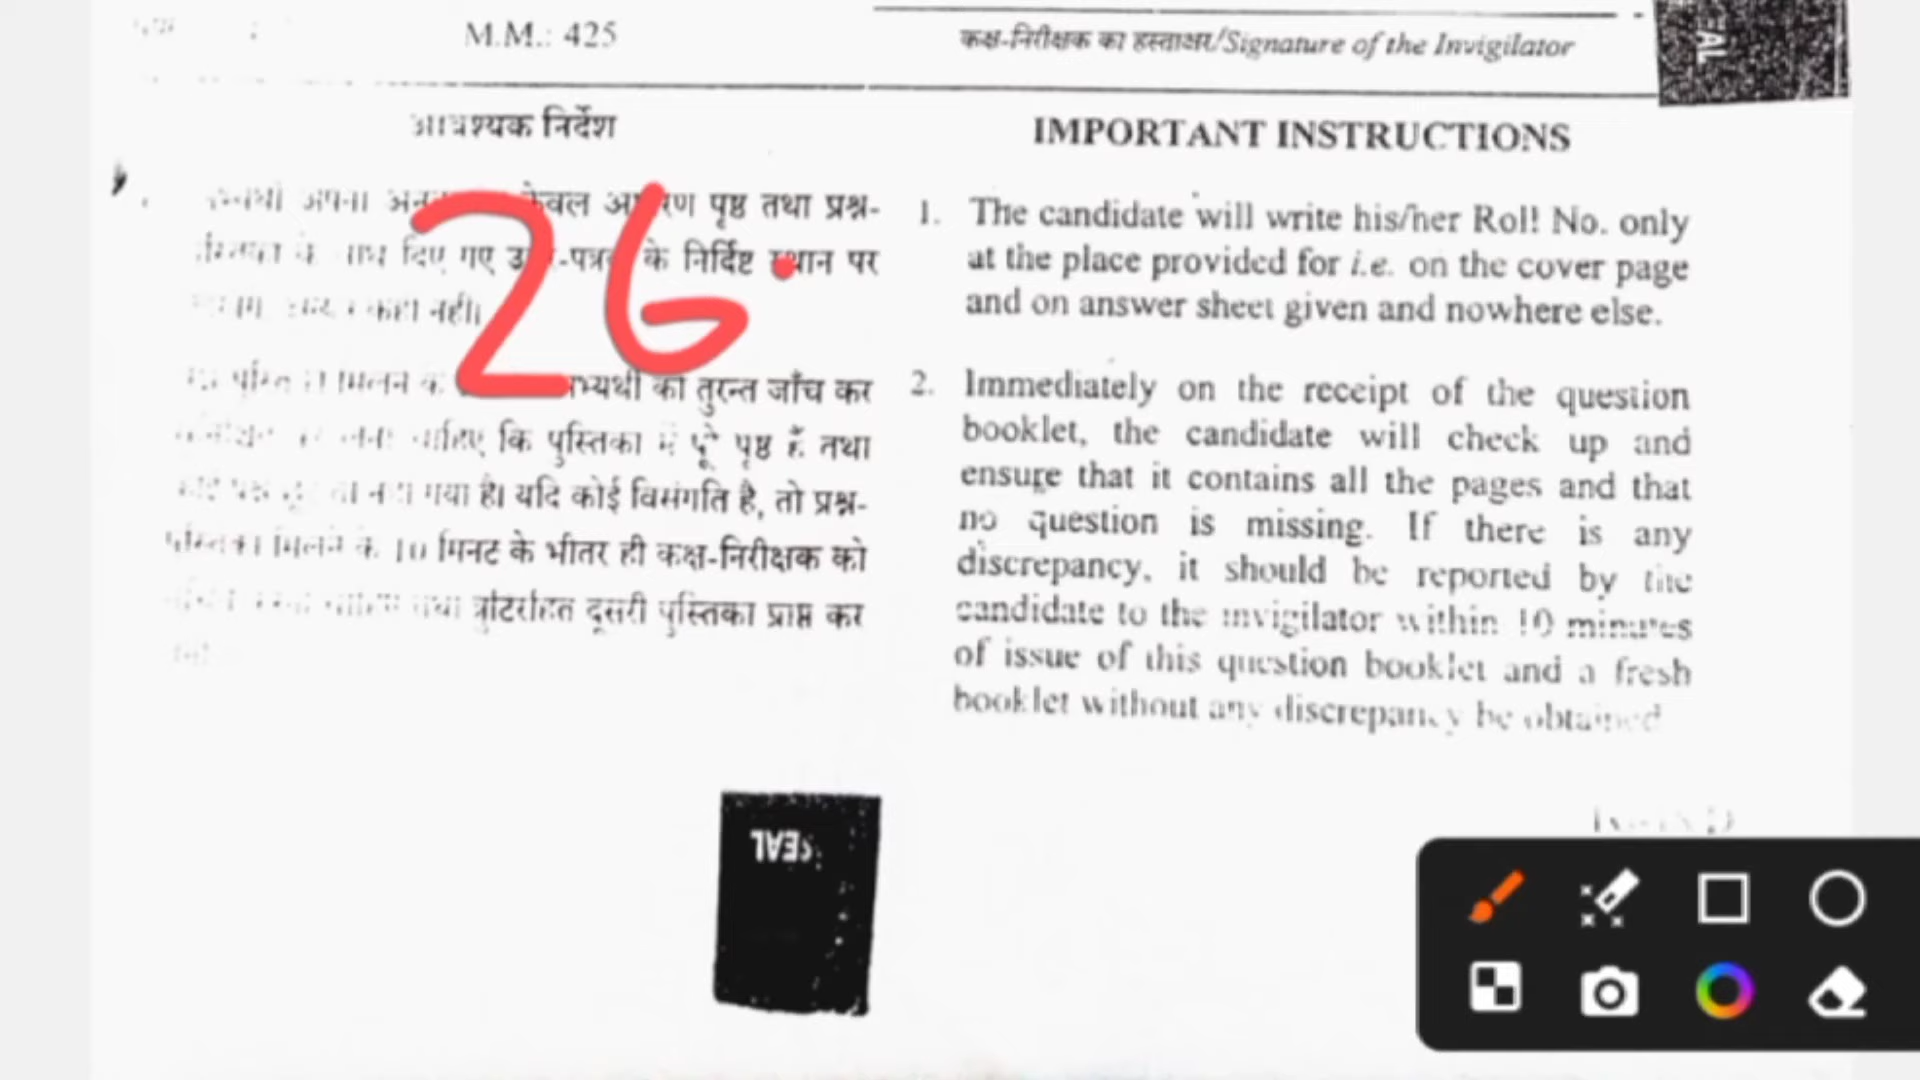 M.M.: 425
कक्ष-निरीक्षक का हस्ताक्षर/Signature of the Invigilator
SEAL
आवश्यक निर्देश
अपना केवल पृष्ठ तथा प्रश्न-
दिए गए के निर्दिष्ट स्थान पर
नहीं।
26
को तुरन्त जाँच कर
कि पुस्तिका में पूरे पृष्ठ हैं तथा
गया है। यदि कोई विसंगति है, तो प्रश्न-
10 मिनट के भीतर ही कक्ष-निरीक्षक को
त्रुटिरहित दूसरी पुस्तिका प्राप्त कर
IMPORTANT INSTRUCTIONS
1. The candidate will write his/her Roll No. only
at the place provided for i.e. on the cover page
and on answer sheet given and nowhere else.
2. Immediately on the receipt of the question
booklet, the candidate will check up and
ensure that it contains all the pages and that
no question is missing. If there is any
discrepancy, it should be reported by the
candidate to the invigilator within 10 minutes
of issue of this question booklet and a fresh
booklet without any discrepancy be obtained
SEAL